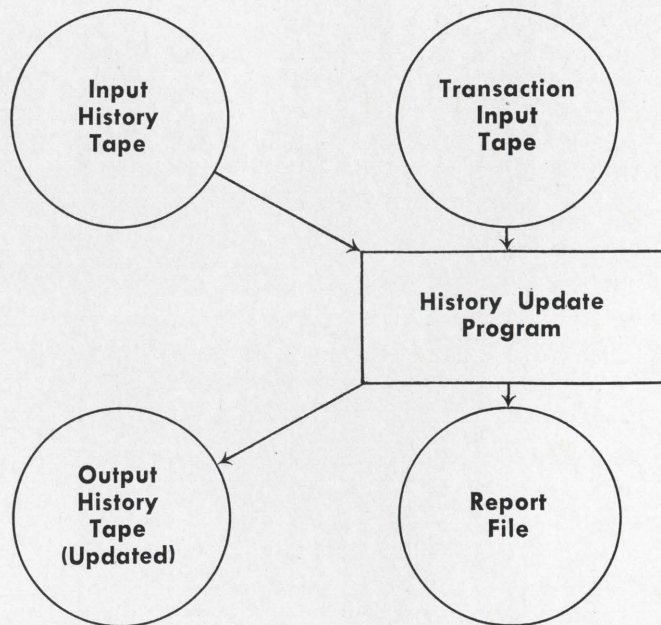 Input
History
Tape
Transaction
Input
Tape
History Update
Program
Output
History
Tape
(Updated)
Report
File